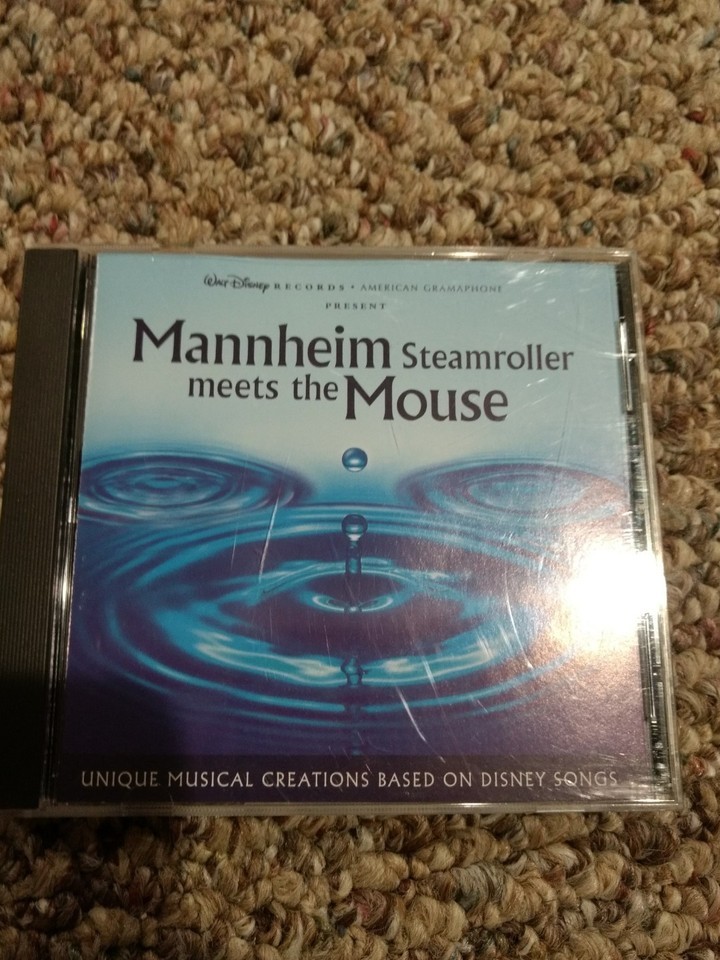 Walt Disney RECORDS • AMERICAN GRAMAPHONE
PRESENT
Mannheim Steamroller
meets the Mouse
UNIQUE MUSICAL CREATIONS BASED ON DISNEY SONGS